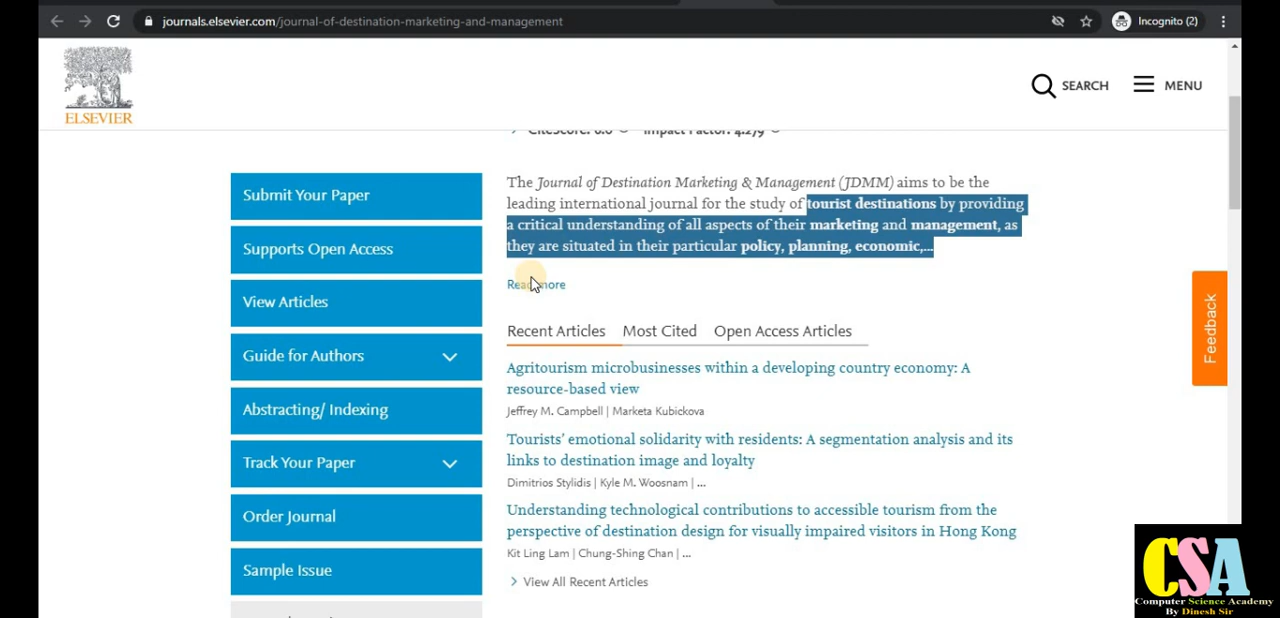 journals.elsevier.com/journal-of-destination-marketing-and-management
Incognito (2)
ELSEVIER
SEARCH
MENU
CiteScore: 6.6 Impact Factor: 4.279
Submit Your Paper
Supports Open Access
View Articles
Guide for Authors
Abstracting/ Indexing
Track Your Paper
Order Journal
Sample Issue
The Journal of Destination Marketing & Management (JDMM) aims to be the
leading international journal for the study of tourist destinations by providing
a critical understanding of all aspects of their marketing and management, as
they are situated in their particular policy, planning, economic,...
Read more
Recent Articles Most Cited Open Access Articles
Agritourism microbusinesses within a developing country economy: A
resource-based view
Jeffrey M. Campbell | Marketa Kubickova
Tourists' emotional solidarity with residents: A segmentation analysis and its
links to destination image and loyalty
Dimitrios Stylidis | Kyle M. Woosnam | ...
Understanding technological contributions to accessible tourism from the
perspective of destination design for visually impaired visitors in Hong Kong
Kit Ling Lam | Chung-Shing Chan | ...
View All Recent Articles
Feedback
CSA
Computer Science Academy
By Dinesh Sir